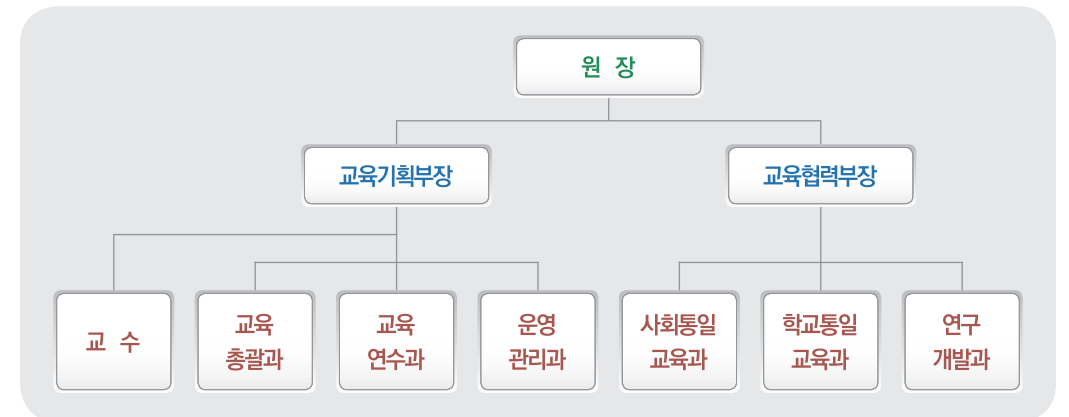 원 장
교육기획부장
교육협력부장
교 수
교육
총괄과
교육
연수과
운영
관리과
사회통일
교육과
학교통일
교육과
연구
개발과